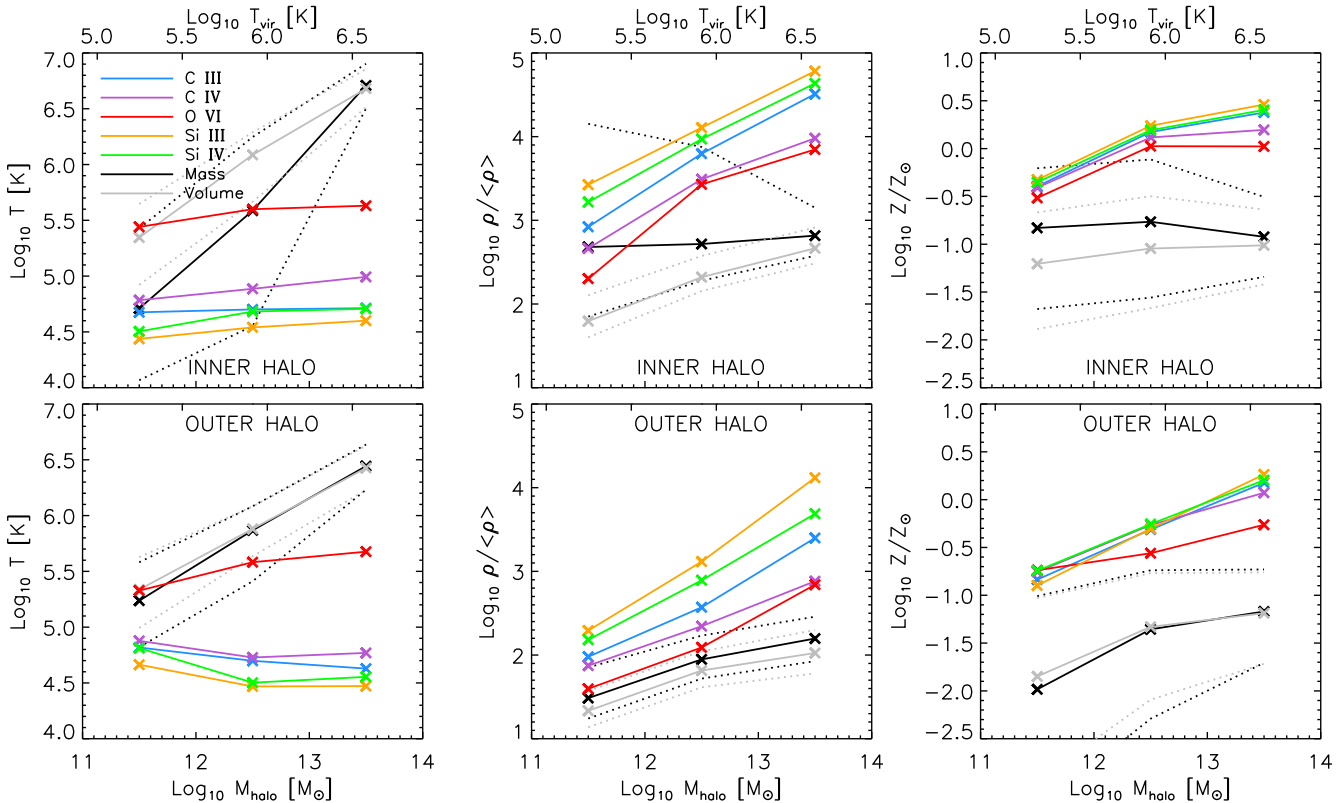 Log10 Tvir [K]
5.0 5.5 6.0 6.5
Log10 Tvir [K]
5.0 5.5 6.0 6.5
Log10 Tvir [K]
5.0 5.5 6.0 6.5
Log10 T [K]
7.0
6.5
6.0
5.5
5.0
4.5
4.0
C III
C IV
O VI
Si III
Si IV
Mass
Volume
INNER HALO
Log10 ρ/<ρ>
5
4
3
2
1
INNER HALO
Log10 Z/Z⊙
1.0
0.5
0.0
−0.5
−1.0
−1.5
−2.0
−2.5
INNER HALO
Log10 T [K]
7.0
6.5
6.0
5.5
5.0
4.5
4.0
OUTER HALO
11 12 13 14
Log10 Mhalo [M⊙]
Log10 ρ/<ρ>
5
4
3
2
1
OUTER HALO
11 12 13 14
Log10 Mhalo [M⊙]
Log10 Z/Z⊙
1.0
0.5
0.0
−0.5
−1.0
−1.5
−2.0
−2.5
OUTER HALO
11 12 13 14
Log10 Mhalo [M⊙]